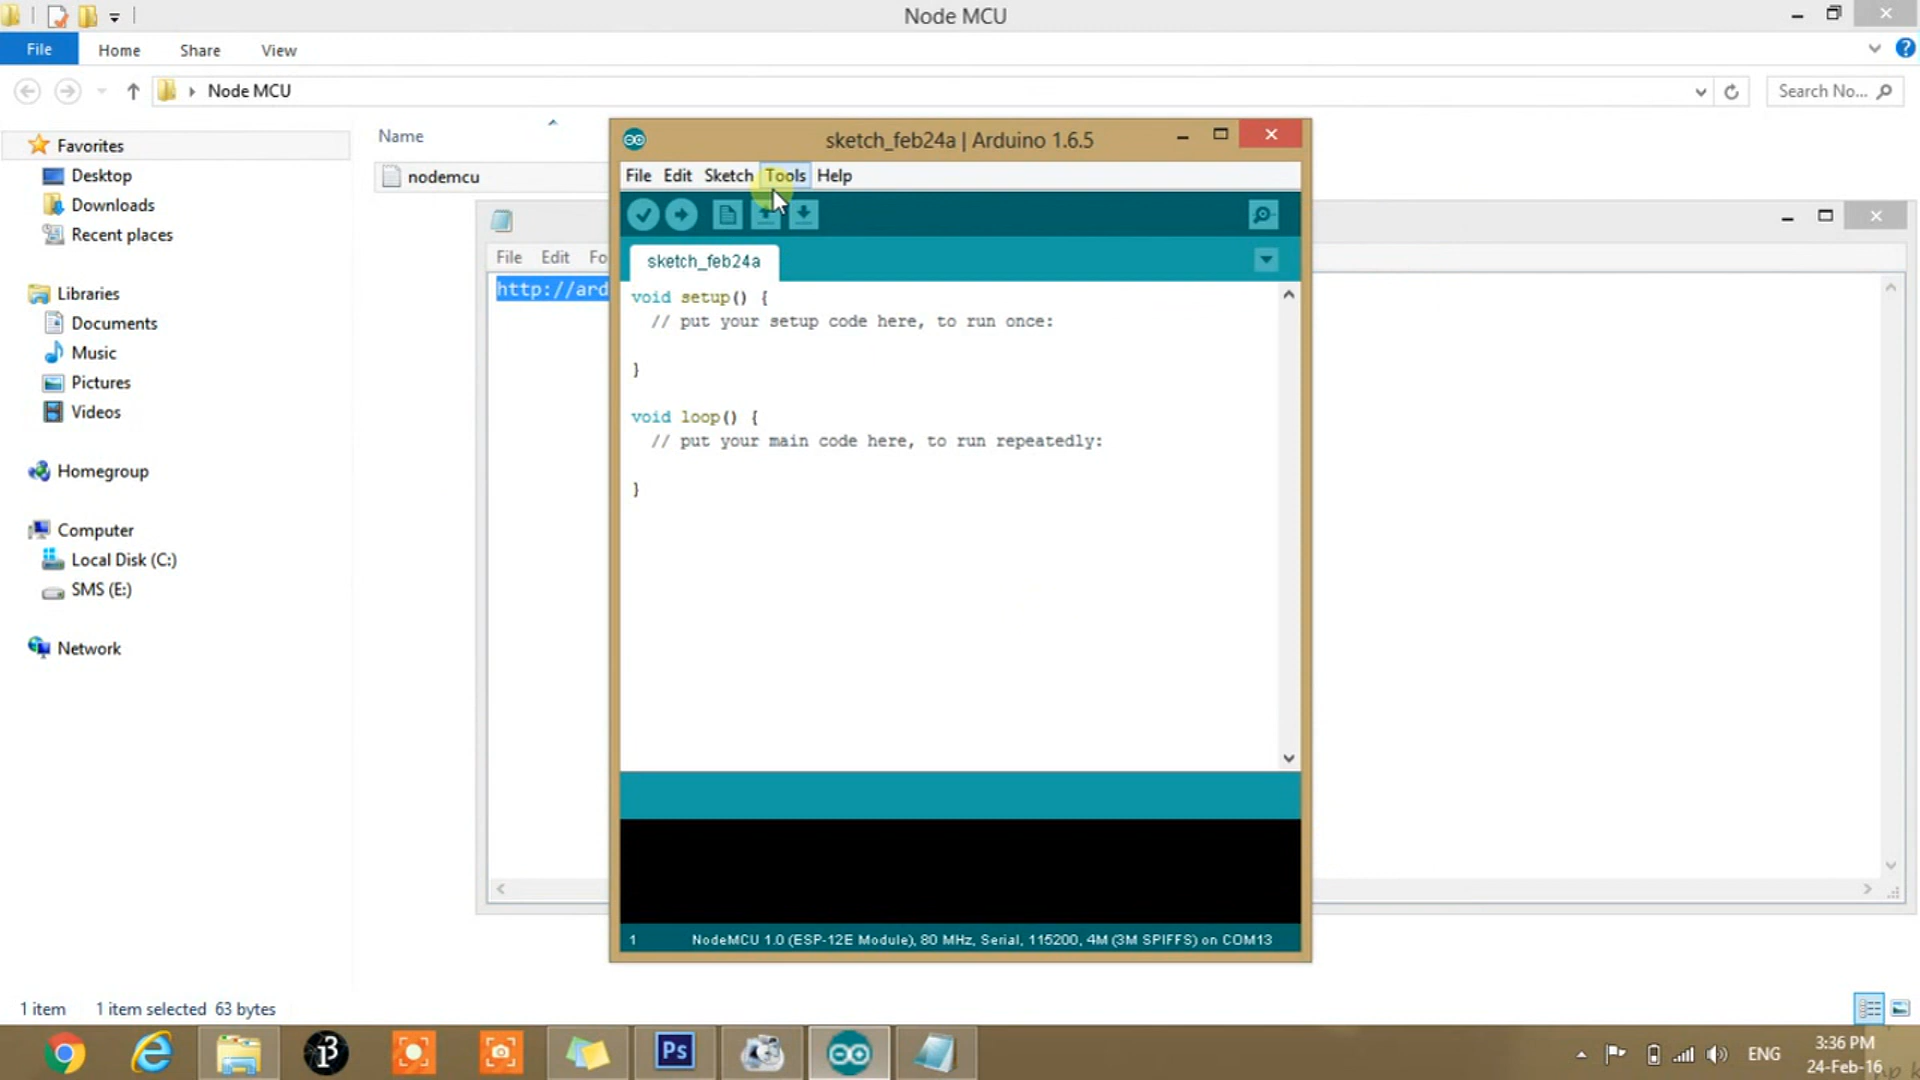 Node MCU
File Home Share View
Node MCU
Search No...
Favorites
Desktop
Downloads
Recent places
Libraries
Documents
Music
Pictures
Videos
Homegroup
Computer
Local Disk (C:)
SMS (E:)
Network
Name
nodemcu
File Edit Fo
http://ard
sketch_feb24a | Arduino 1.6.5
File Edit Sketch Tools Help
sketch_feb24a
void setup() {
// put your setup code here, to run once:
}
void loop() {
// put your main code here, to run repeatedly:
}
1 NodeMCU 1.0 (ESP-12E Module), 80 MHz, Serial, 115200, 4M (3M SPIFFS) on COM13
1 item 1 item selected 63 bytes
i3
Ps
ENG
3:36 PM
24-Feb-16